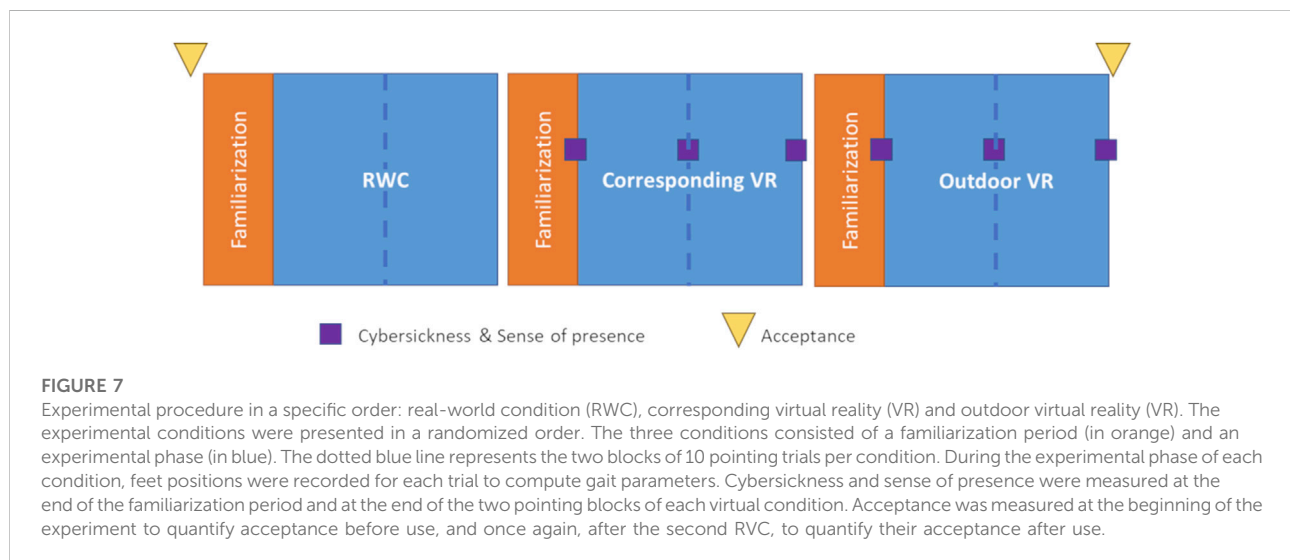 Familiarization
RWC
Familiarization
Corresponding VR
Familiarization
Outdoor VR
Cybersickness & Sense of presence
Acceptance
FIGURE 7
Experimental procedure in a specific order: real-world condition (RWC), corresponding virtual reality (VR) and outdoor virtual reality (VR). The
experimental conditions were presented in a randomized order. The three conditions consisted of a familiarization period (in orange) and an
experimental phase (in blue). The dotted blue line represents the two blocks of 10 pointing trials per condition. During the experimental phase of each
condition, feet positions were recorded for each trial to compute gait parameters. Cybersickness and sense of presence were measured at the
end of the familiarization period and at the end of the two pointing blocks of each virtual condition. Acceptance was measured at the beginning of the
experiment to quantify acceptance before use, and once again, after the second RVC, to quantify their acceptance after use.